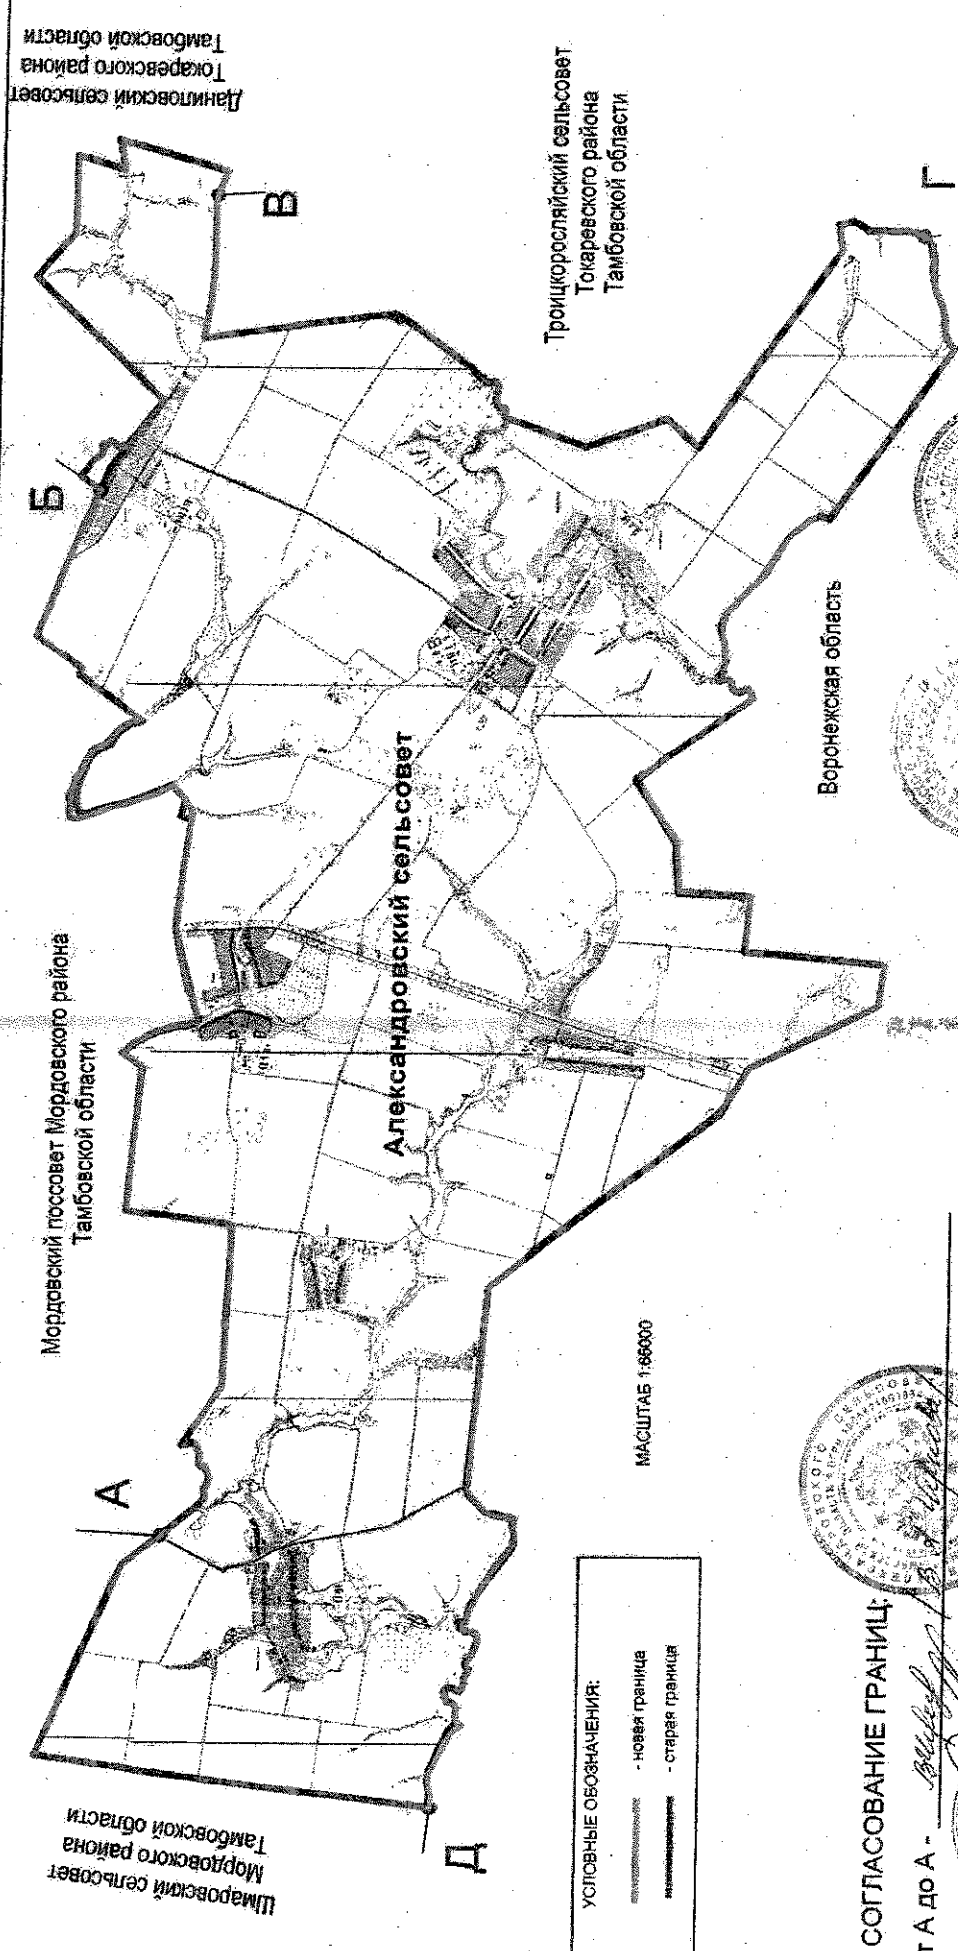 Шмаровский сельсовет
Мордовского района
Тамбовской области
Мордовский поссовет Мордовского района
Тамбовской области
Даниловский сельсовет
Токаревского района
Тамбовской области
А
Б
В
Александровский сельсовет
Троицкоросляйский сельсовет
Токаревского района
Тамбовской области
Г
Д
Воронежская область
МАСШТАБ 1:66000
УСЛОВНЫЕ ОБОЗНАЧЕНИЯ:
- новая граница
- старая граница
СОГЛАСОВАНИЕ ГРАНИЦ:
т А до А -